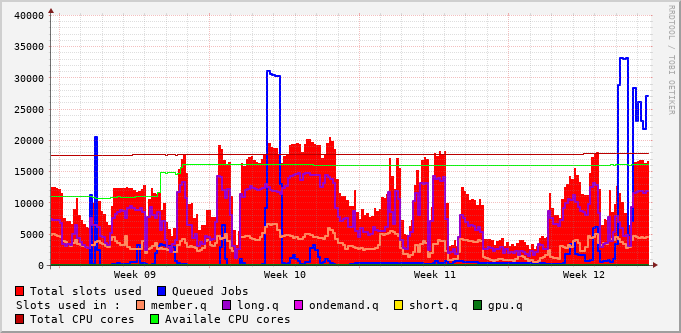 RRDTOOL / TOBI OETIKER
40000
35000
30000
25000
20000
15000
10000
5000
0
Week 09 Week 10 Week 11 Week 12
Total slots used Queued Jobs
Slots used in : member.q long.q ondemand.q short.q gpu.q
Total CPU cores Availale CPU cores